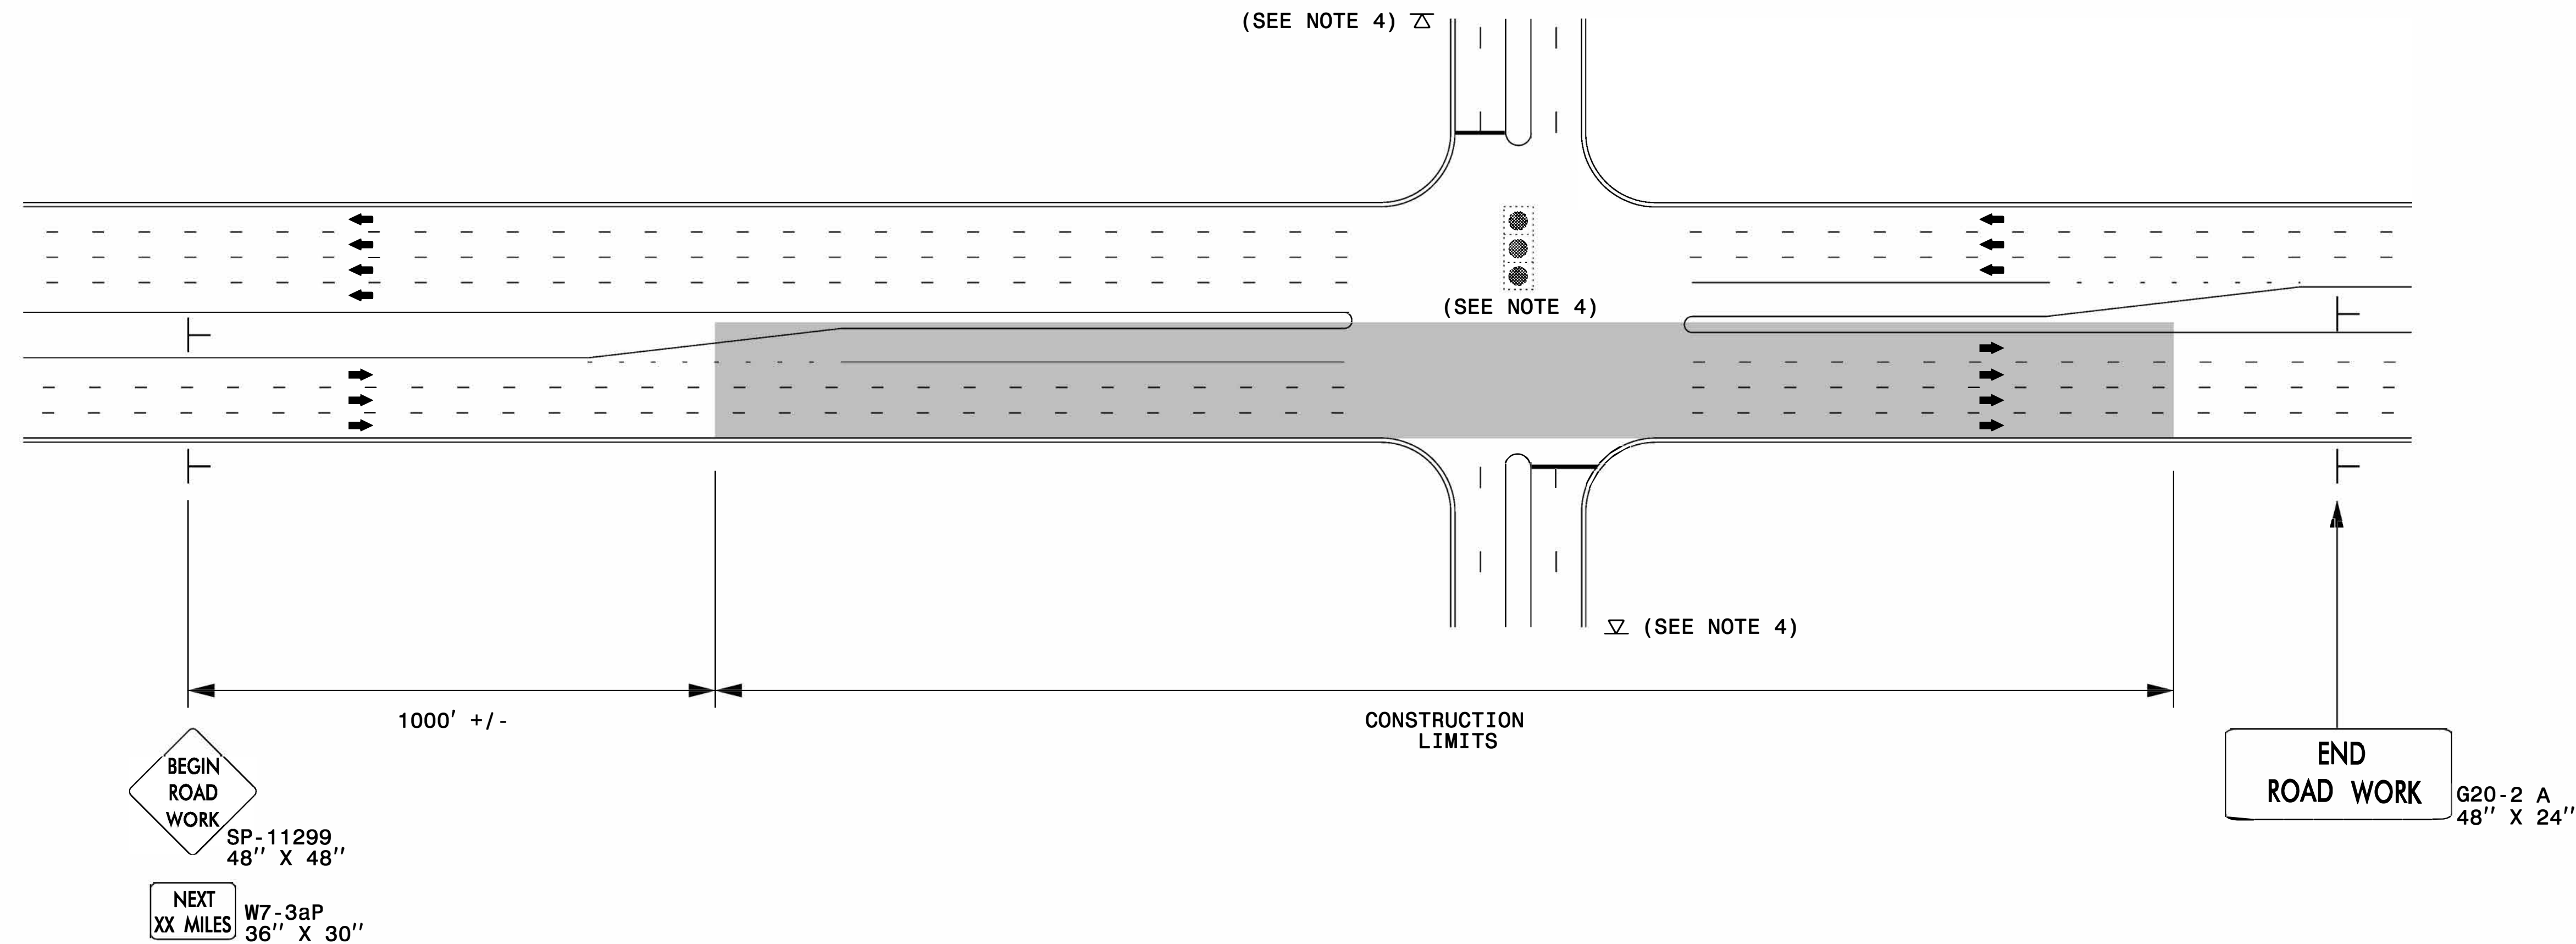 (SEE NOTE 4)
(SEE NOTE 4)
(SEE NOTE 4)
1000' +/-
CONSTRUCTION
LIMITS
BEGIN
ROAD
WORK
SP-11299
48'' X 48''
NEXT
XX MILES
W7-3aP
36'' X 30''
END
ROAD WORK
G20-2 A
48'' X 24''